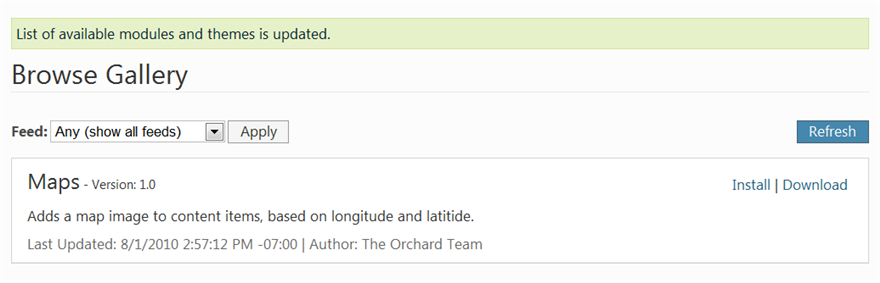 List of available modules and themes is updated.
Browse Gallery
Feed: Any (show all feeds) Apply Refresh
Maps - Version: 1.0 Install | Download
Adds a map image to content items, based on longitude and latitide.
Last Updated: 8/1/2010 2:57:12 PM -07:00 | Author: The Orchard Team